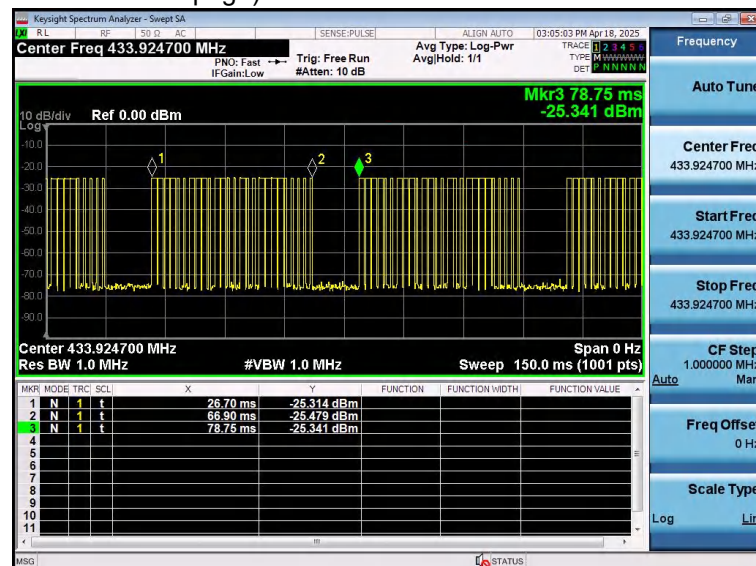 Keysight Spectrum Analyzer - Swept SA
LXI RL RF 50 Ω AC SENSE:PULSE ALIGN AUTO 03:05:03 PM Apr 18, 2025
Center Freq 433.924700 MHz
PNO: Fast Trig: Free Run Avg Type: Log-Pwr TRACE 1 2 3 4 5 6
IFGain:Low #Atten: 10 dB Avg|Hold: 1/1 TYPE M W W W W W
DET P N N N N N
Mkr3 78.75 ms
-25.341 dBm
10 dB/div Ref 0.00 dBm
Log
-10.0
-20.0
-30.0
-40.0
-50.0
-60.0
-70.0
-80.0
-90.0
1 2 3
Center 433.924700 MHz Span 0 Hz
Res BW 1.0 MHz #VBW 1.0 MHz Sweep 150.0 ms (1001 pts)
MKR MODE TRC SCL X Y FUNCTION FUNCTION WIDTH FUNCTION VALUE
1 N 1 t 26.70 ms -25.314 dBm
2 N 1 t 66.90 ms -25.479 dBm
3 N 1 t 78.75 ms -25.341 dBm
4
5
6
7
8
9
10
11
MSG STATUS
Frequency
Auto Tune
Center Freq
433.924700 MHz
Start Freq
433.924700 MHz
Stop Freq
433.924700 MHz
CF Step
1.000000 MHz
Auto Man
Freq Offset
0 Hz
Scale Type
Log Lin